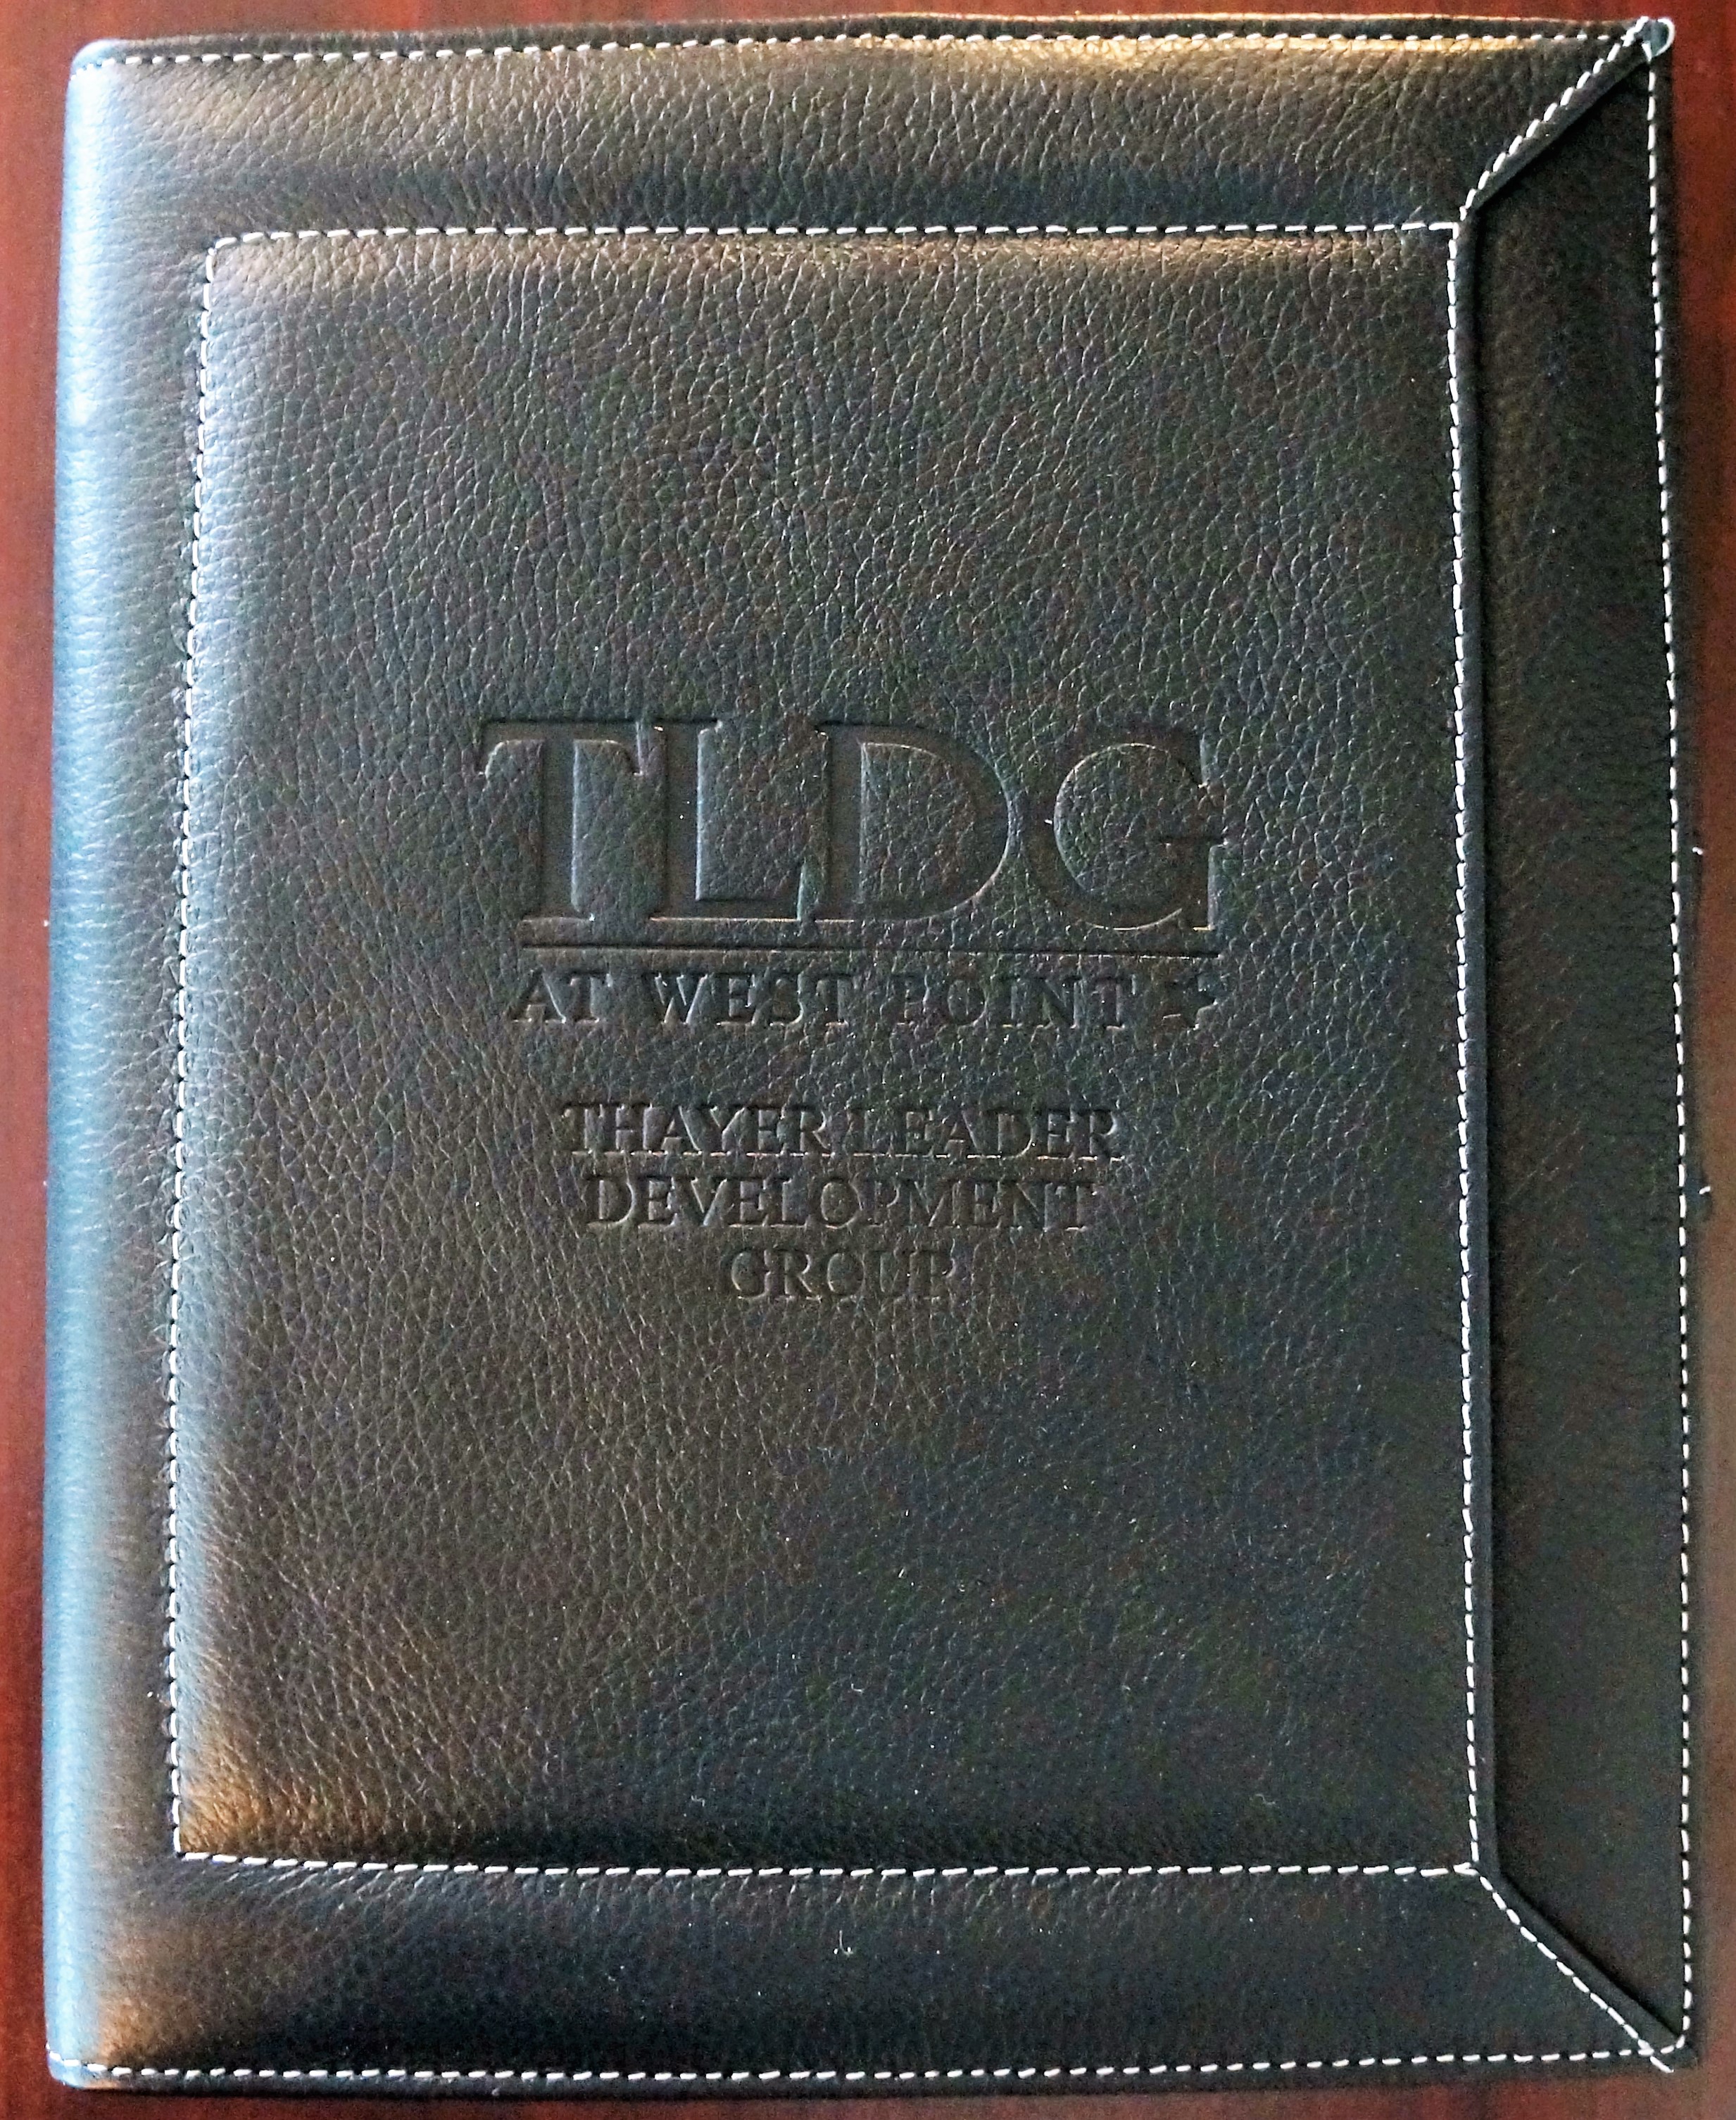 TLDG
AT WEST POINT
THAYER LEADER
DEVELOPMENT
GROUP